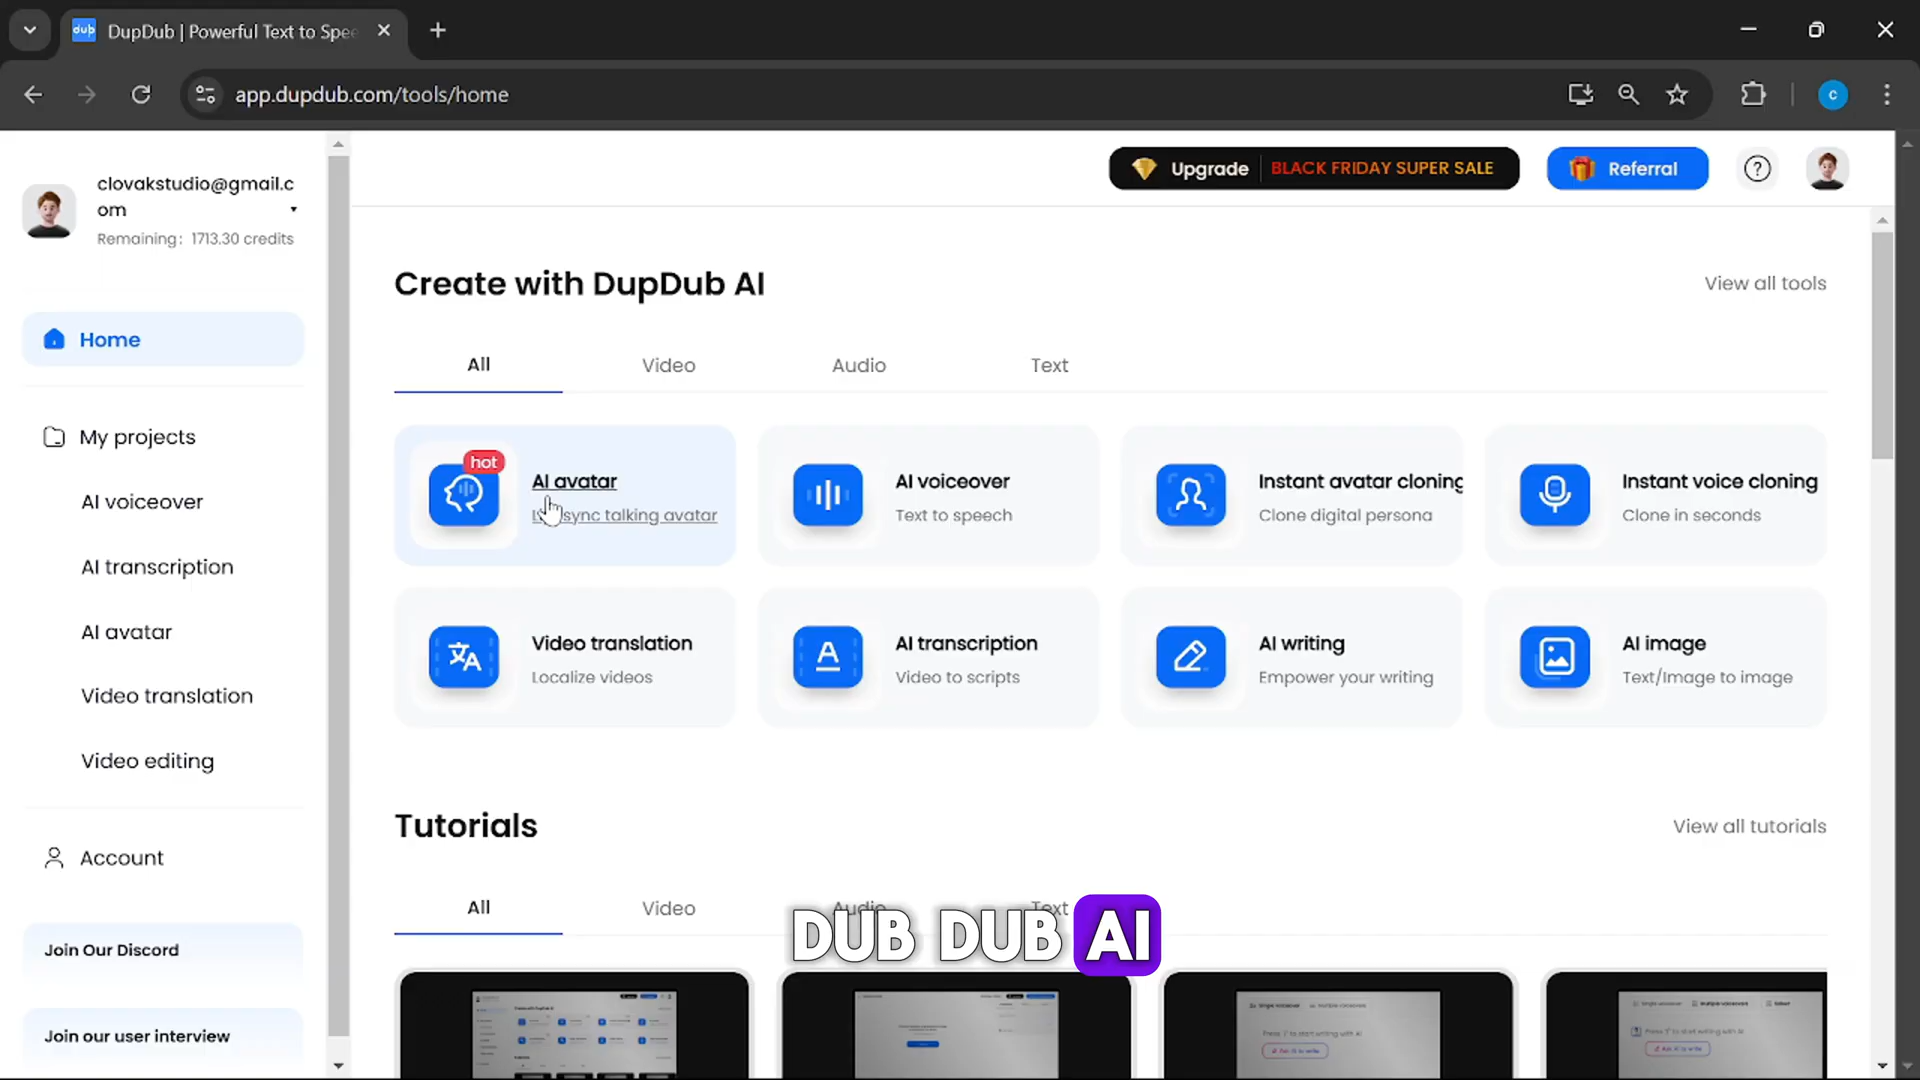 dub DupDub | Powerful Text to Spee
app.dupdub.com/tools/home
c
clovakstudio@gmail.c
om
Remaining: 1713.30 credits
Upgrade BLACK FRIDAY SUPER SALE
Referral
Home
My projects
AI voiceover
AI transcription
AI avatar
Video translation
Video editing
Account
Join Our Discord
Join our user interview
Create with DupDub AI
View all tools
All Video Audio Text
hot
AI avatar
sync talking avatar
AI voiceover
Text to speech
Instant avatar cloning
Clone digital persona
Instant voice cloning
Clone in seconds
Video translation
Localize videos
AI transcription
Video to scripts
AI writing
Empower your writing
AI image
Text/Image to image
Tutorials
View all tutorials
All Video Audio Text
DUB DUB AI